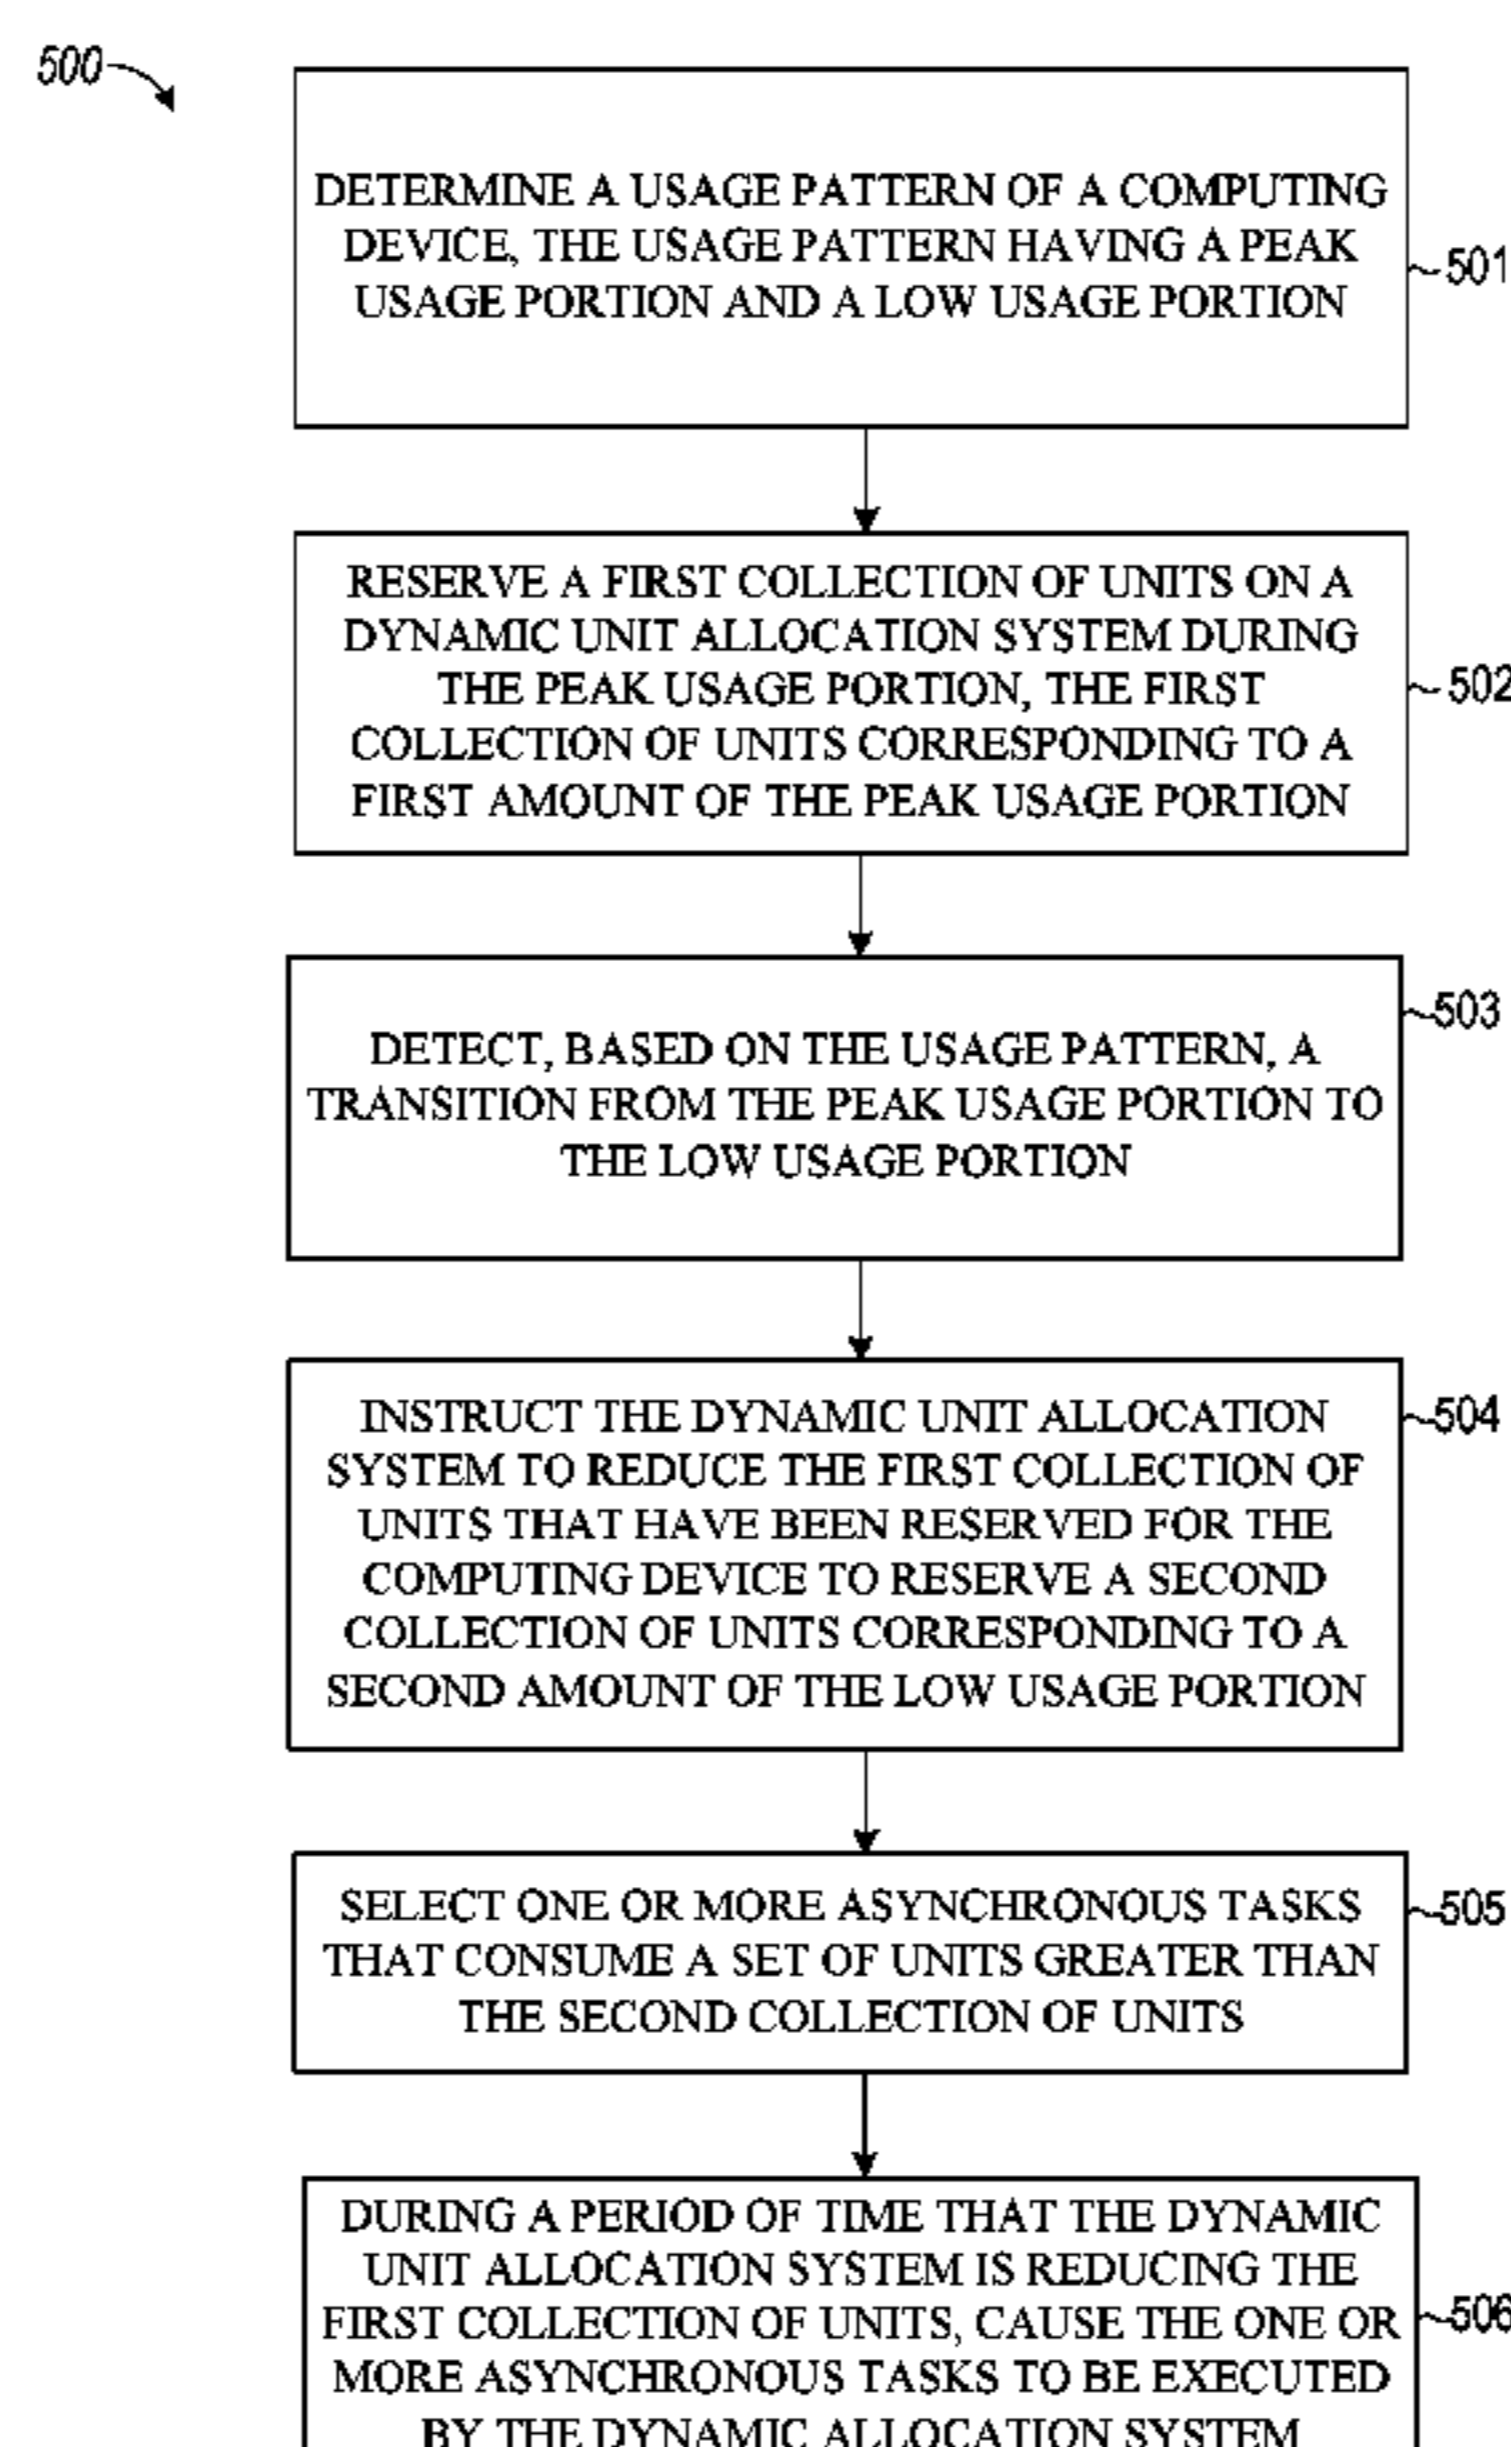 500
DETERMINE A USAGE PATTERN OF A COMPUTING
DEVICE, THE USAGE PATTERN HAVING A PEAK
USAGE PORTION AND A LOW USAGE PORTION
501
RESERVE A FIRST COLLECTION OF UNITS ON A
DYNAMIC UNIT ALLOCATION SYSTEM DURING
THE PEAK USAGE PORTION, THE FIRST
COLLECTION OF UNITS CORRESPONDING TO A
FIRST AMOUNT OF THE PEAK USAGE PORTION
502
DETECT, BASED ON THE USAGE PATTERN, A
TRANSITION FROM THE PEAK USAGE PORTION TO
THE LOW USAGE PORTION
503
INSTRUCT THE DYNAMIC UNIT ALLOCATION
SYSTEM TO REDUCE THE FIRST COLLECTION OF
UNITS THAT HAVE BEEN RESERVED FOR THE
COMPUTING DEVICE TO RESERVE A SECOND
COLLECTION OF UNITS CORRESPONDING TO A
SECOND AMOUNT OF THE LOW USAGE PORTION
504
SELECT ONE OR MORE ASYNCHRONOUS TASKS
THAT CONSUME A SET OF UNITS GREATER THAN
THE SECOND COLLECTION OF UNITS
505
DURING A PERIOD OF TIME THAT THE DYNAMIC
UNIT ALLOCATION SYSTEM IS REDUCING THE
FIRST COLLECTION OF UNITS, CAUSE THE ONE OR
MORE ASYNCHRONOUS TASKS TO BE EXECUTED
BY THE DYNAMIC ALLOCATION SYSTEM
506